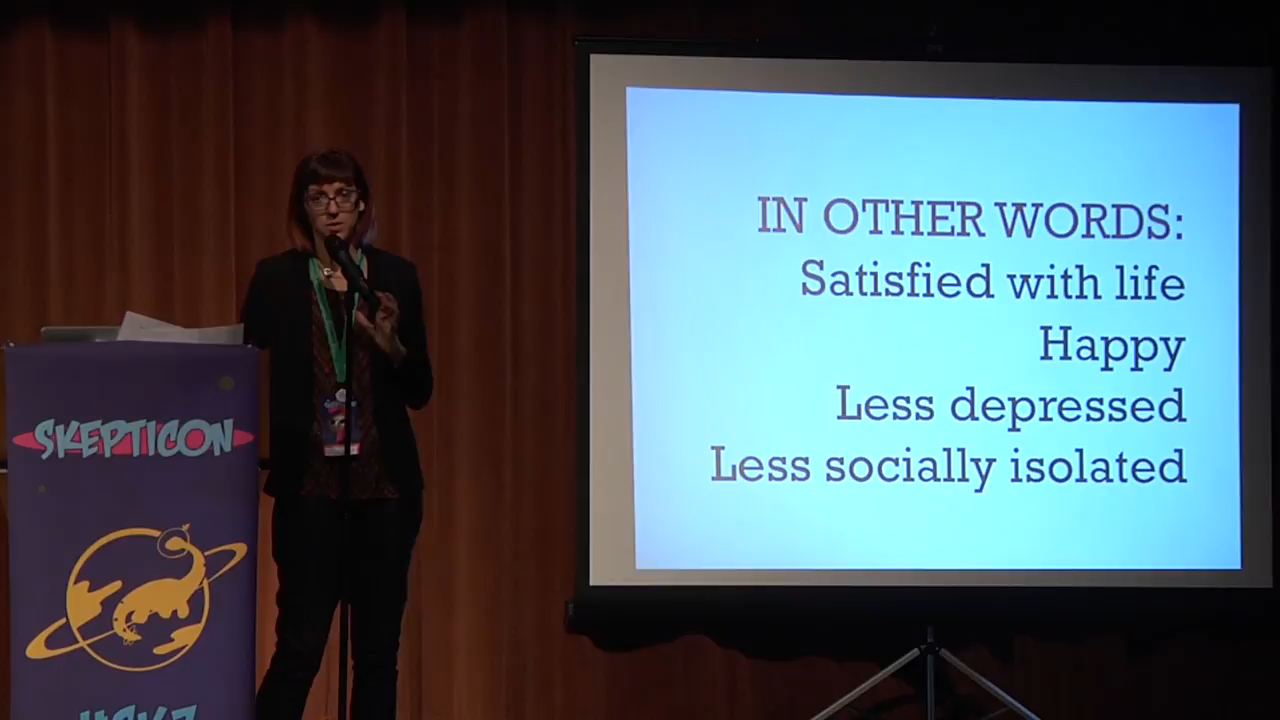 SKEPTICON
IN OTHER WORDS:
Satisfied with life
Happy
Less depressed
Less socially isolated